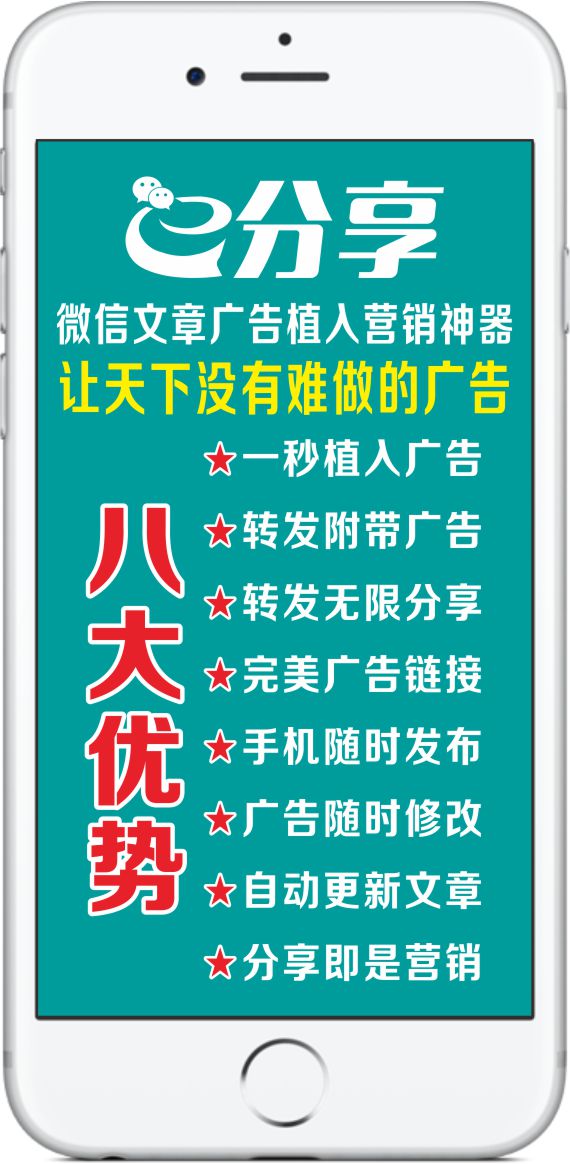 e分享
微信文章广告植入营销神器
让天下没有难做的广告
八大优势
★一秒植入广告
★转发附带广告
★转发无限分享
★完美广告链接
★手机随时发布
★广告随时修改
★自动更新文章
★分享即是营销